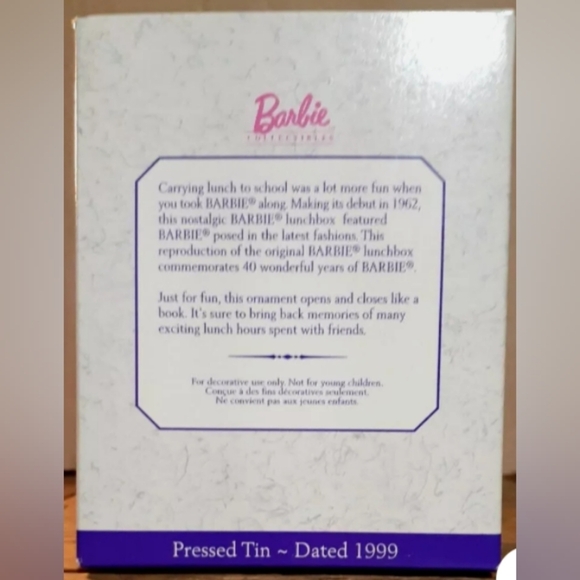 Barbie
COLLECTIBLES
Carrying lunch to school was a lot more fun when
you took BARBIE® along. Making its debut in 1962,
this nostalgic BARBIE® lunchbox featured
BARBIE® posed in the latest fashions. This
reproduction of the original BARBIE® lunchbox
commemorates 40 wonderful years of BARBIE®.
Just for fun, this ornament opens and closes like a
book. It's sure to bring back memories of many
exciting lunch hours spent with friends.
For decorative use only. Not for young children.
Conçue à des fins décoratives seulement.
Ne convient pas aux jeunes enfants.
Pressed Tin ~ Dated 1999